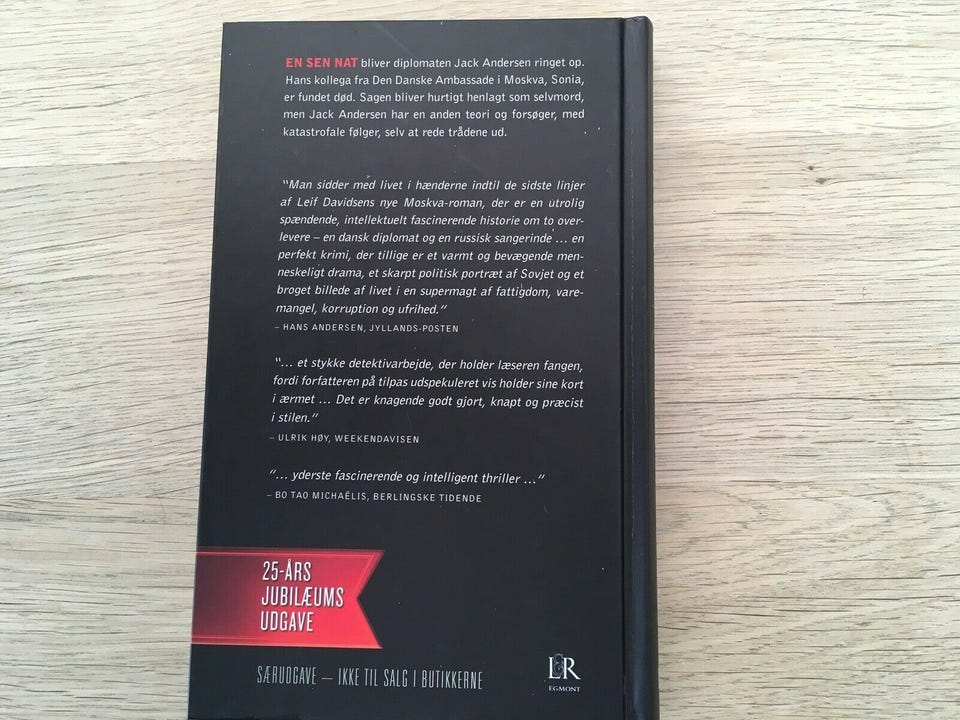 EN SEN NAT bliver diplomaten Jack Andersen ringet op.
Hans kollega fra Den Danske Ambassade i Moskva, Sonia,
er fundet død. Sagen bliver hurtigt henlagt som selvmord,
men Jack Andersen har en anden teori og forsøger, med
katastrofale følger, selv at rede trådene ud.
“Man sidder med livet i hænderne indtil de sidste linjer
af Leif Davidsens nye Moskva-roman, der er en utrolig
spændende, intellektuelt fascinerende historie om to over-
levere – en dansk diplomat og en russisk sangerinde ... en
perfekt krimi, der tillige er et varmt og bevægende men-
neskeligt drama, et skarpt politisk portræt af Sovjet og et
broget billede af livet i en supermagt af fattigdom, vare-
mangel, korruption og ufrihed.”
– HANS ANDERSEN, JYLLANDS-POSTEN
“... et stykke detektivarbejde, der holder læseren fangen,
fordi forfatteren på tilpas udspekuleret vis holder sine kort
i ærmet ... Det er knagende godt gjort, knapt og præcist
i stilen.”
– ULRIK HØY, WEEKENDAVISEN
“... yderste fascinerende og intelligent thriller ...”
– BO TAO MICHAËLIS, BERLINGSKE TIDENDE
25-ÅRS
JUBILÆUMS
UDGAVE
SÆRUDGAVE – IKKE TIL SALG I BUTIKKERNE
L&R
EGMONT